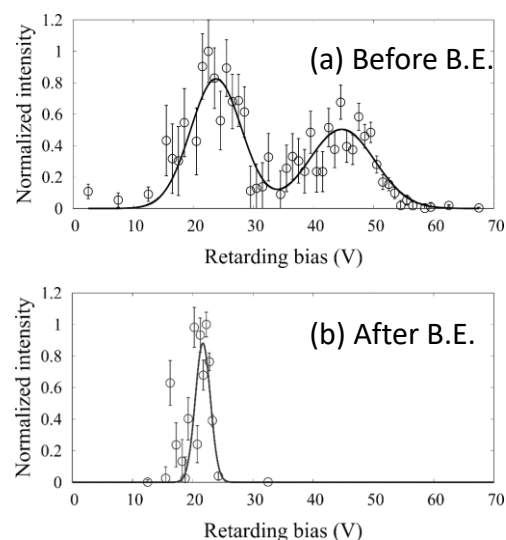 (a) Before B.E.
Normalized intensity
1.2
1
0.8
0.6
0.4
0.2
0
0 10 20 30 40 50 60 70
Retarding bias (V)
(b) After B.E.
Normalized intensity
1.2
1
0.8
0.6
0.4
0.2
0
0 10 20 30 40 50 60 70
Retarding bias (V)